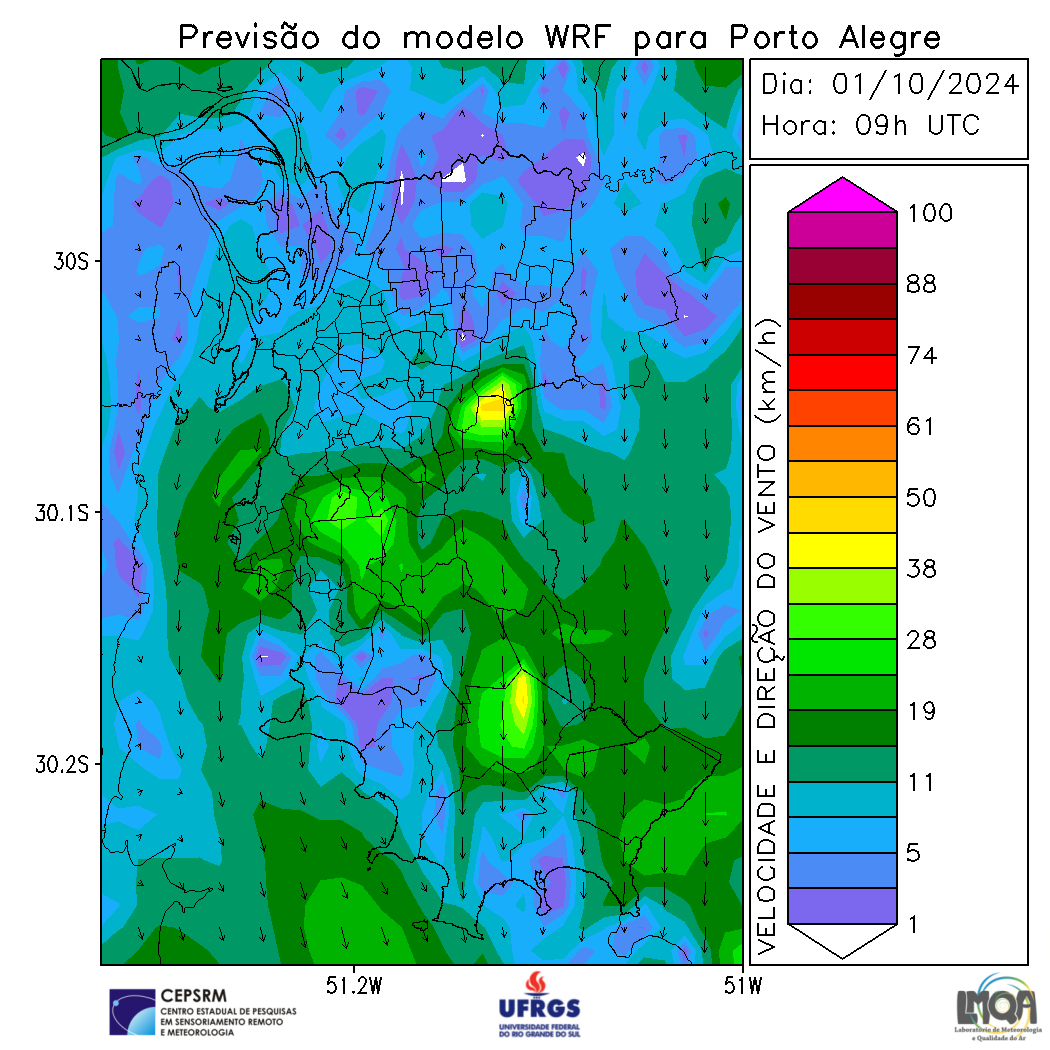 Previsão do modelo WRF para Porto Alegre
Dia: 01/10/2024
Hora: 09h UTC
100
88
74
61
50
38
28
19
11
5
1
VELOCIDADE E DIREÇÃO DO VENTO (km/h)
30S
30.1S
30.2S
51.2W
51W
CEPSRM
CENTRO ESTADUAL DE PESQUISAS
EM SENSORIAMENTO REMOTO
E METEOROLOGIA
UFRGS
UNIVERSIDADE FEDERAL
DO RIO GRANDE DO SUL
LMQA
Laboratório de Meteorologia
e Qualidade do Ar